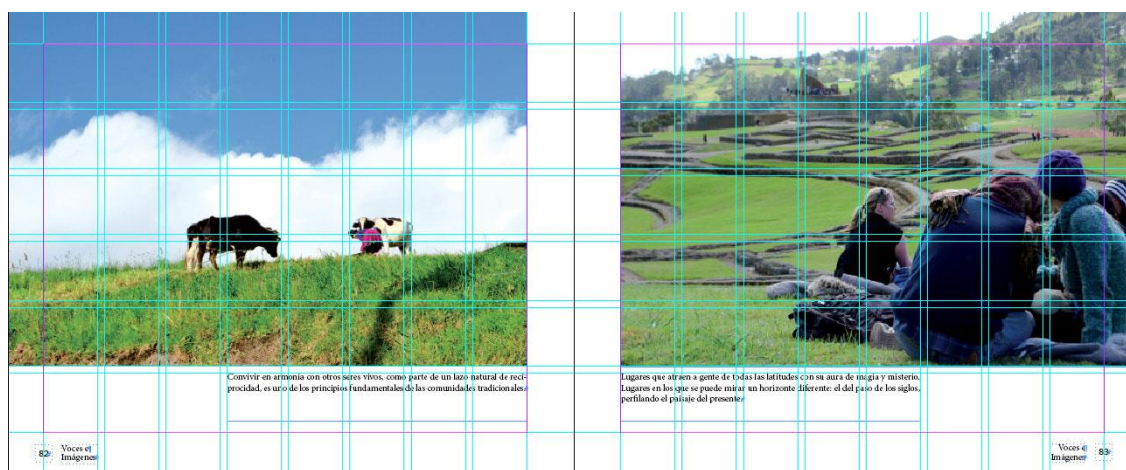 Convivir en armonía con otros seres vivos, como parte de un lazo natural de reci-
procidad, es uno de los principios fundamentales de las comunidades tradicionales.
82
Voces e
Imágenes
Lugares que atraen a gente de todas las latitudes con su aura de magia y misterio.
Lugares en los que se puede mirar un horizonte diferente: el del paso de los siglos,
perfilando el paisaje del presente.
Voces e
Imágenes
83